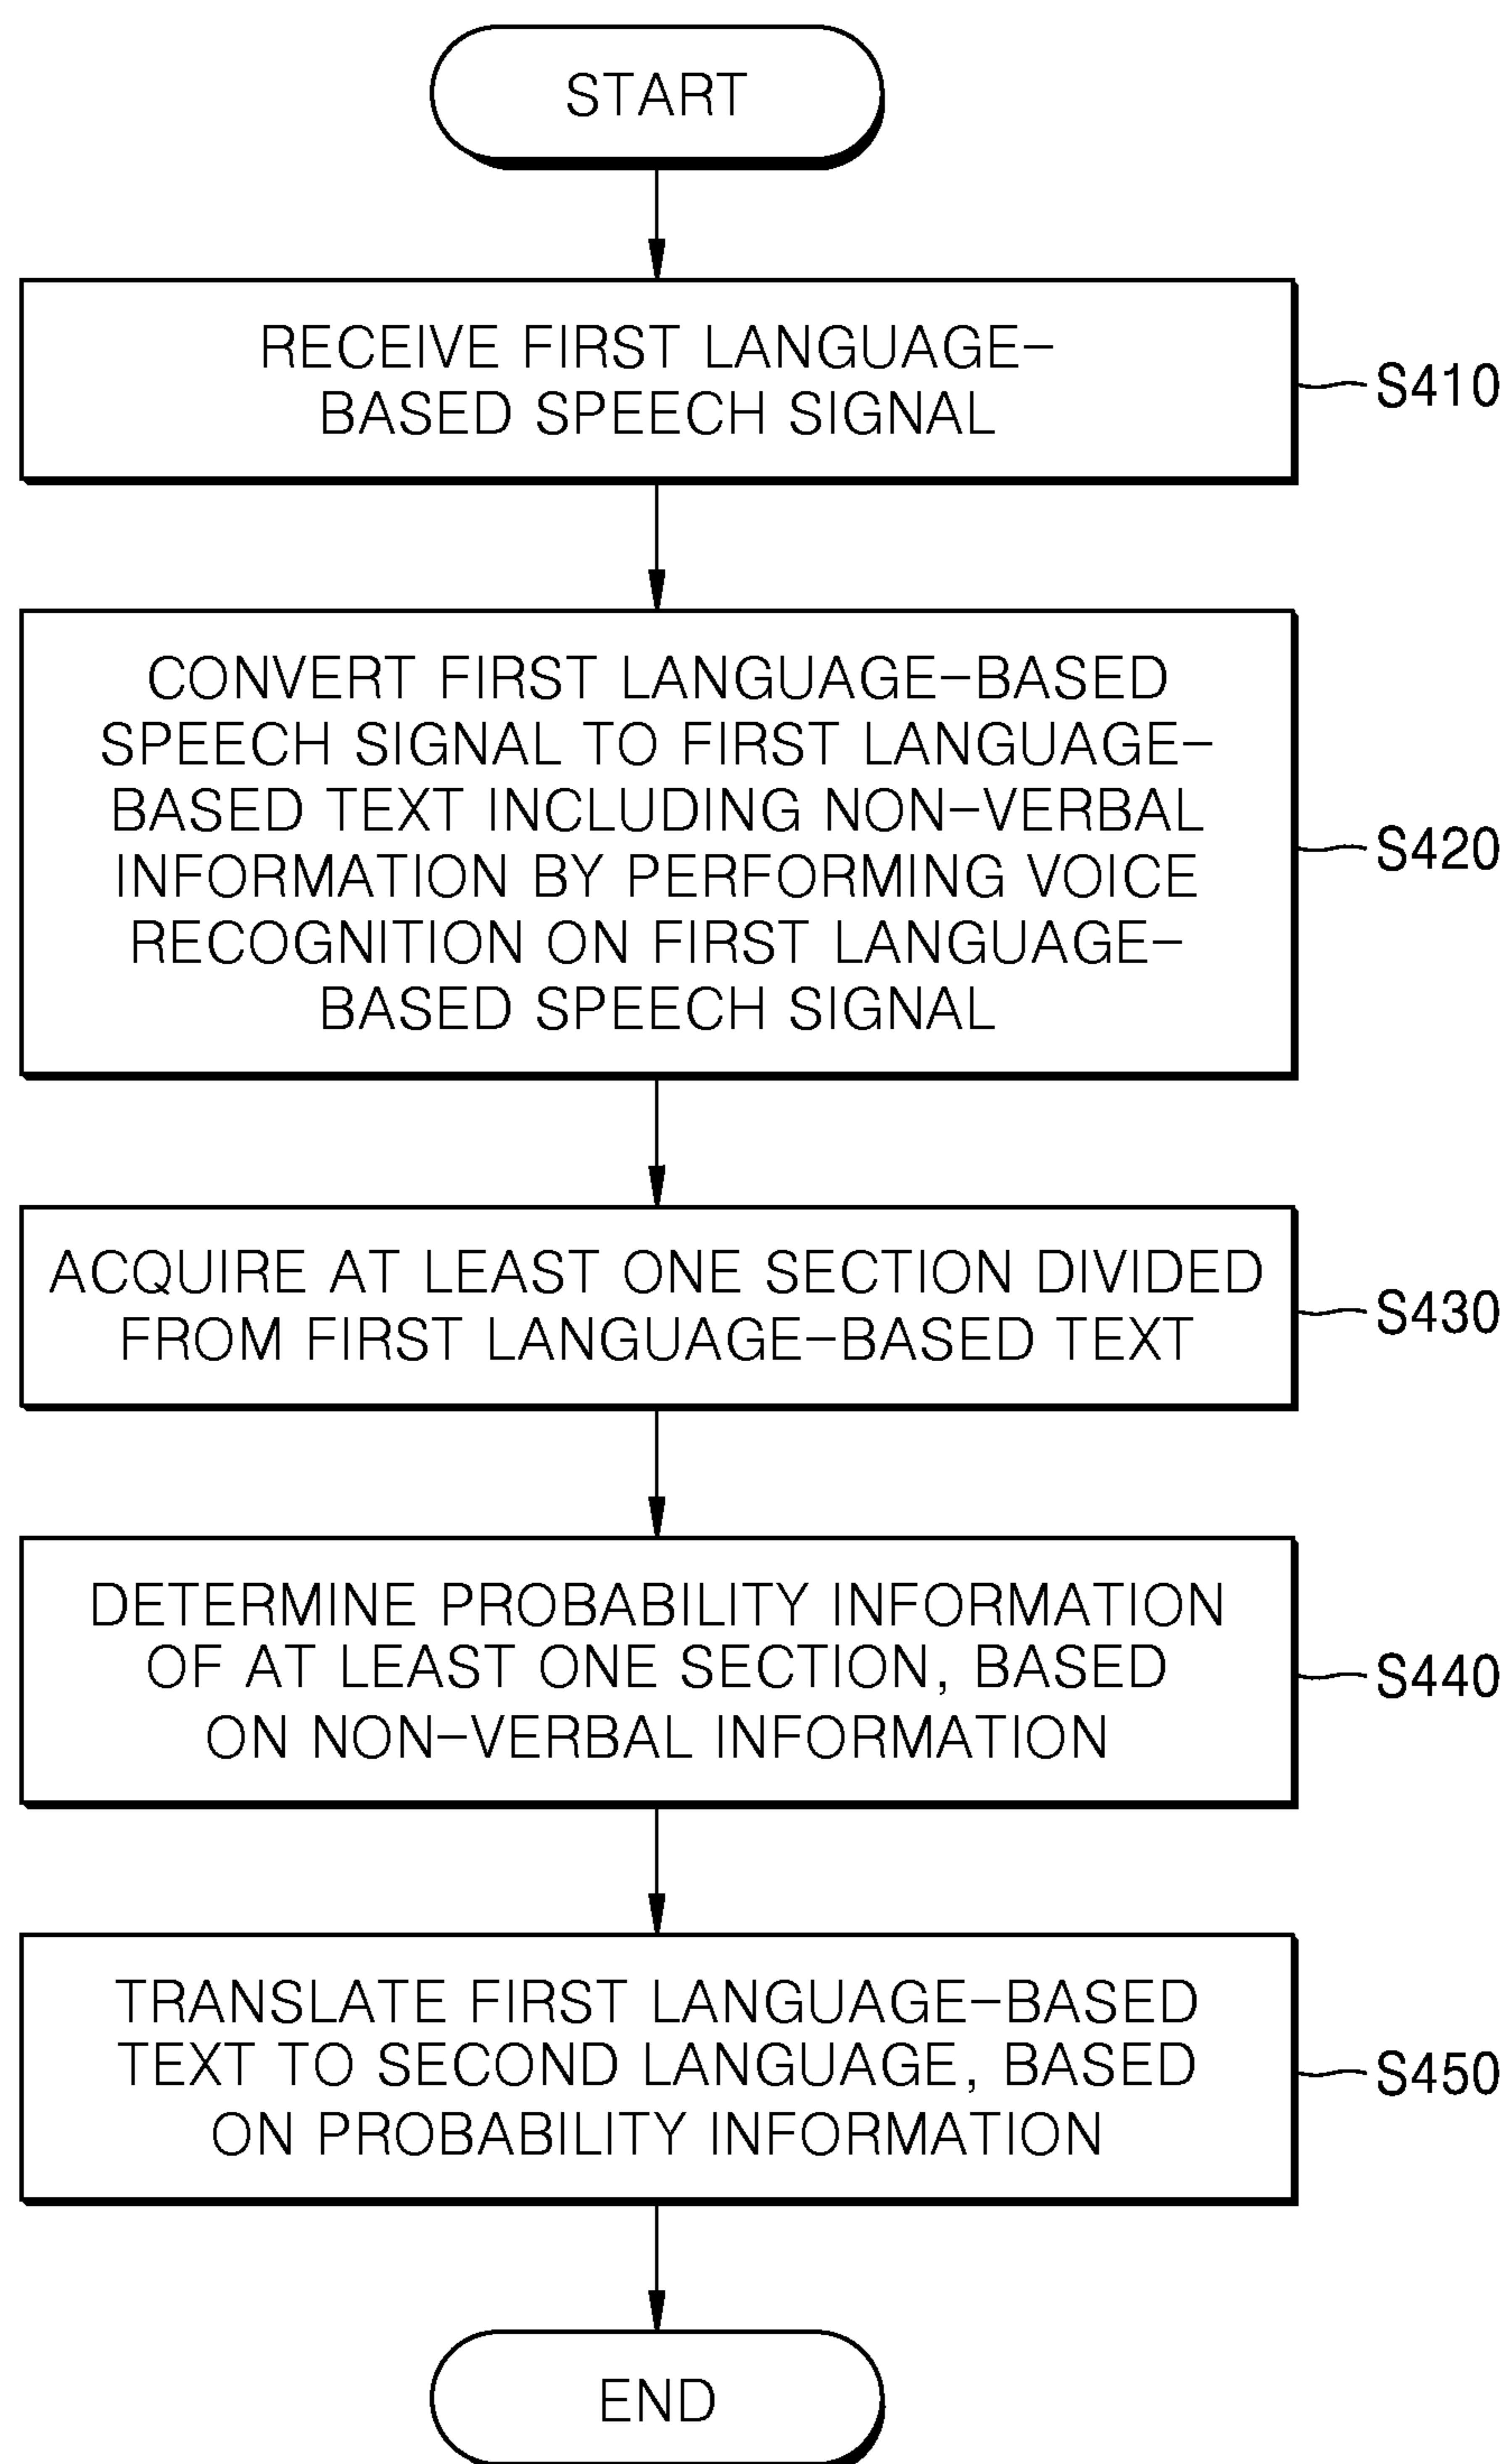 START
RECEIVE FIRST LANGUAGE-
BASED SPEECH SIGNAL
S410
CONVERT FIRST LANGUAGE-BASED
SPEECH SIGNAL TO FIRST LANGUAGE-
BASED TEXT INCLUDING NON-VERBAL
INFORMATION BY PERFORMING VOICE
RECOGNITION ON FIRST LANGUAGE-
BASED SPEECH SIGNAL
S420
ACQUIRE AT LEAST ONE SECTION DIVIDED
FROM FIRST LANGUAGE-BASED TEXT
S430
DETERMINE PROBABILITY INFORMATION
OF AT LEAST ONE SECTION, BASED
ON NON-VERBAL INFORMATION
S440
TRANSLATE FIRST LANGUAGE-BASED
TEXT TO SECOND LANGUAGE, BASED
ON PROBABILITY INFORMATION
S450
END